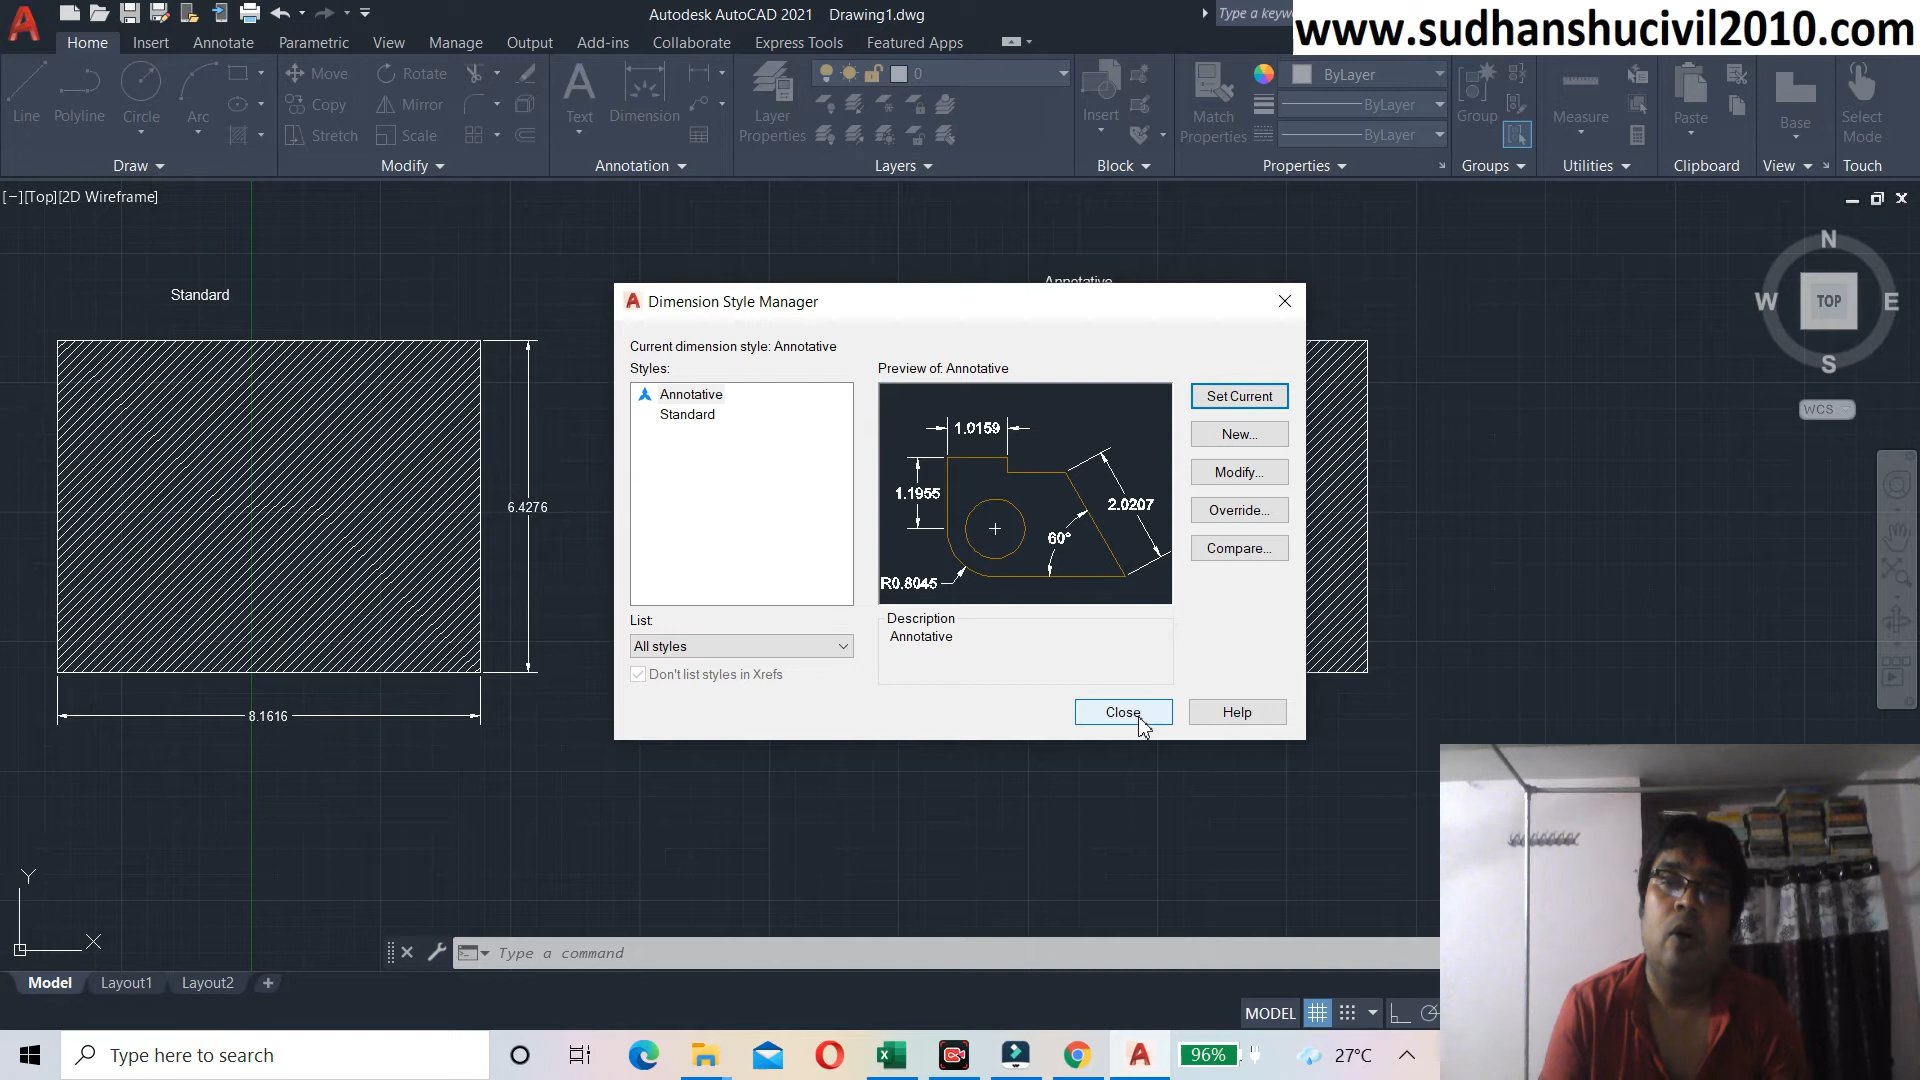 Autodesk AutoCAD 2021 Drawing1.dwg
Type a keyw
www.sudhanshucivil2010.com
Home Insert Annotate Parametric View Manage Output Add-ins Collaborate Express Tools Featured Apps
Line Polyline Circle Arc
Move Rotate
Copy Mirror
Stretch Scale
Text Dimension
Layer Properties
0
Insert
Match Properties
ByLayer
ByLayer
ByLayer
Group
Measure
Paste
Base
Select Mode
Draw Modify Annotation Layers Block Properties Groups Utilities Clipboard View Touch
[−][Top][2D Wireframe]
Standard
6.4276
8.1616
Annotative
Dimension Style Manager
Current dimension style: Annotative
Styles:
Annotative
Standard
Preview of: Annotative
1.0159
1.1955
2.0207
60°
R0.8045
Set Current
New...
Modify...
Override...
Compare...
List:
All styles
Don't list styles in Xrefs
Description
Annotative
Close Help
N
W TOP E
S
WCS
Y
X
Type a command
Model Layout1 Layout2 +
MODEL
Type here to search
96%
27°C